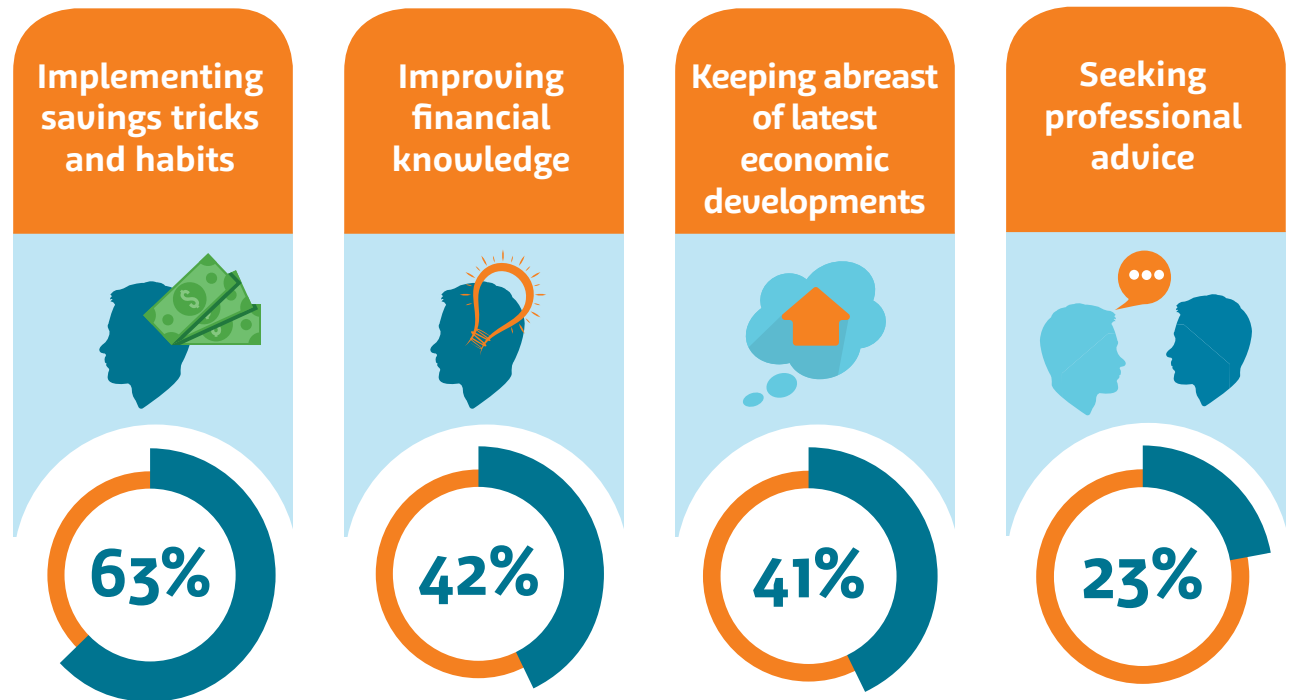 Implementing
savings tricks
and habits
63%
Improving
financial
knowledge
42%
Keeping abreast
of latest
economic
developments
41%
Seeking
professional
advice
23%